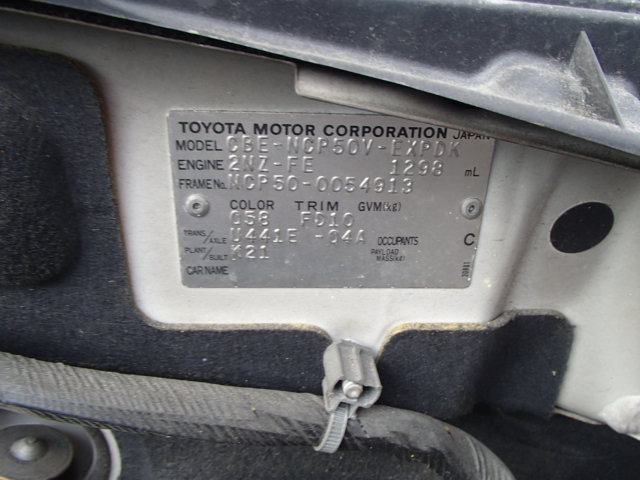 TOYOTA MOTOR CORPORATION JAPAN
MODEL CBE-NCP50V-EXPDK
ENGINE 2NZ-FE 1298 mL
FRAME No. NCP50-0054913
COLOR TRIM GVM(kg)
058 FD10
TRANS/AXLE U441E -04A OCCUPANTS C
PLANT/BUILT K21 PAYLOAD MASS(kg)
CAR NAME